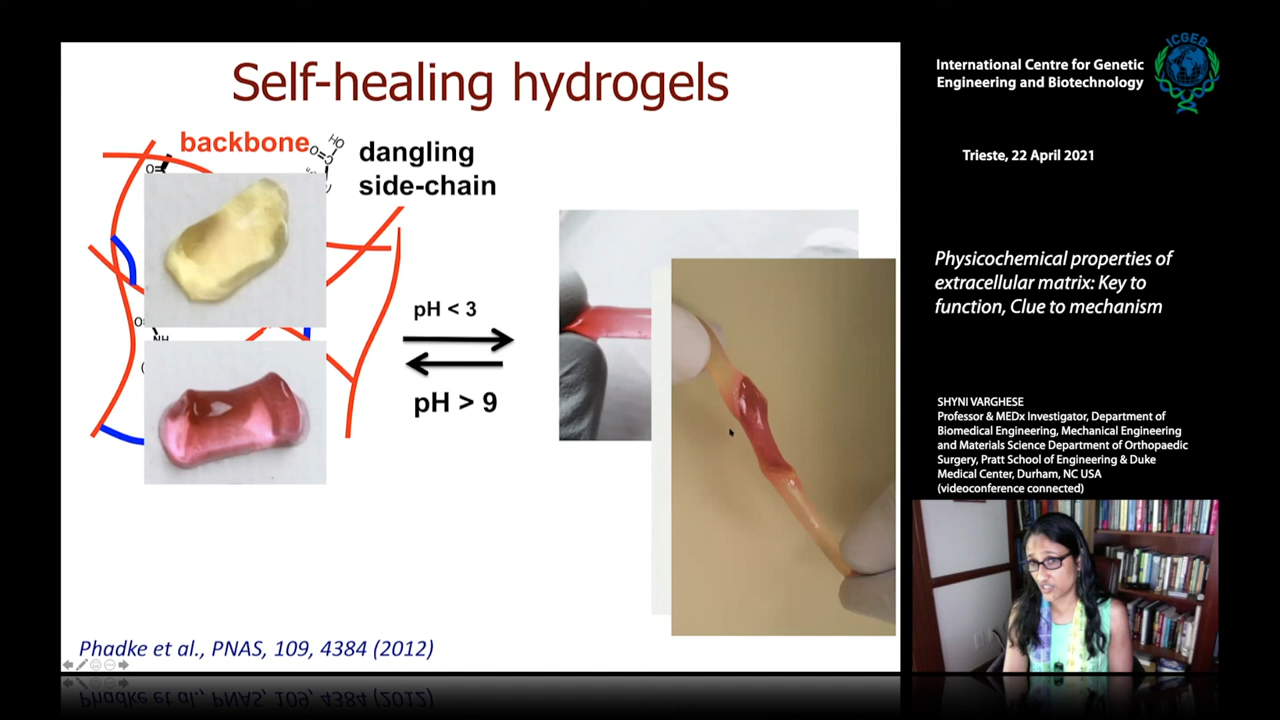 Self-healing hydrogels
backbone
dangling
side-chain
HO
O
C
O
O
NH
pH < 3
pH > 9
Phadke et al., PNAS, 109, 4384 (2012)
ICGEB
International Centre for Genetic
Engineering and Biotechnology
Trieste, 22 April 2021
Physicochemical properties of
extracellular matrix: Key to
function, Clue to mechanism
SHYNI VARGHESE
Professor & MEDx Investigator, Department of
Biomedical Engineering, Mechanical Engineering
and Materials Science Department of Orthopaedic
Surgery, Pratt School of Engineering & Duke
Medical Center, Durham, NC USA
(videoconference connected)